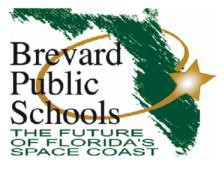 Brevard
Public
Schools
THE FUTURE
OF FLORIDA'S
SPACE COAST